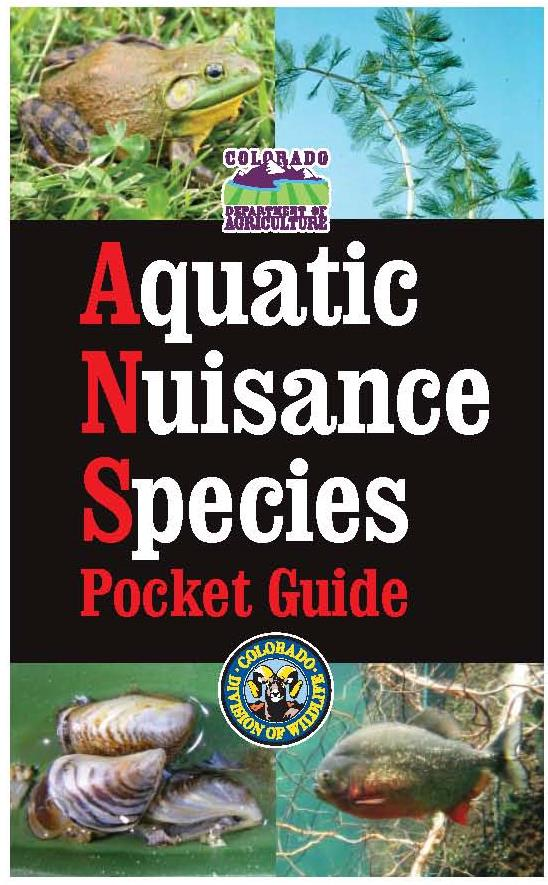 COLORADO
DEPARTMENT OF
AGRICULTURE
Aquatic
Nuisance
Species
Pocket Guide
COLORADO
DIVISION OF WILDLIFE